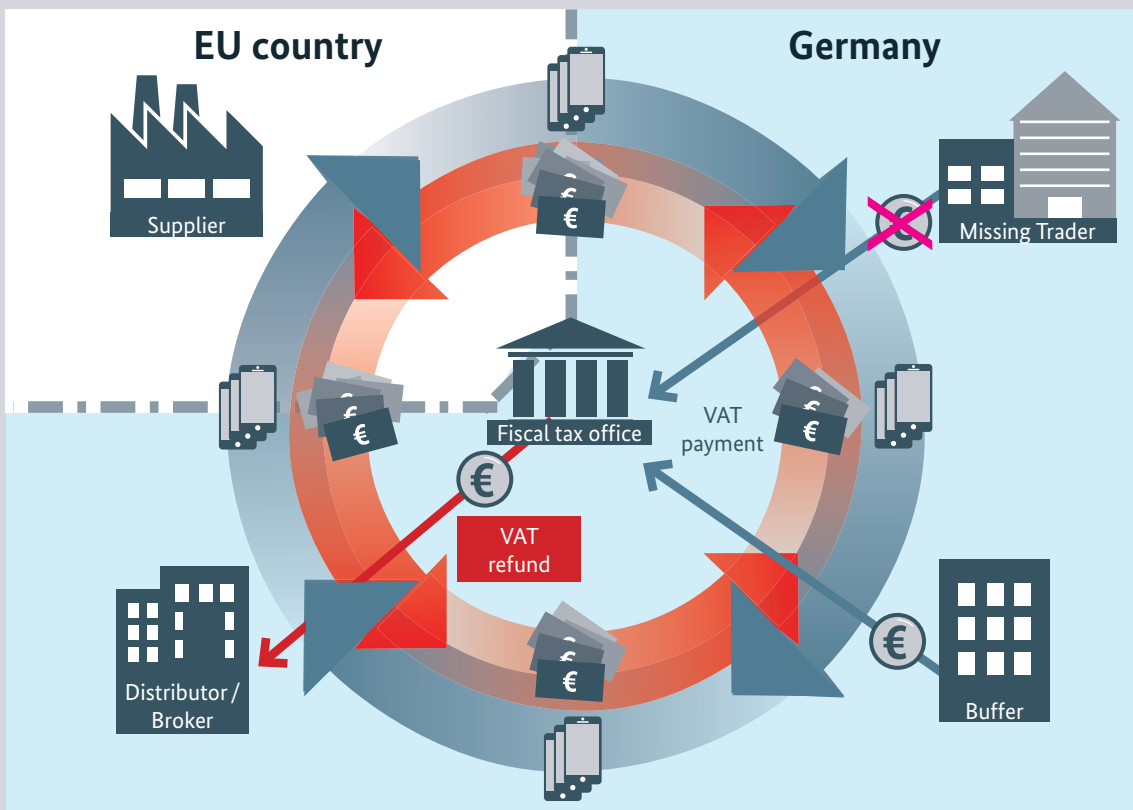 EU country
Germany
Supplier
Missing Trader
€
€
€
€
€
€
€
€
€
Fiscal tax office
VAT
payment
€
VAT
refund
€
€
€
€
Distributor /
Broker
Buffer